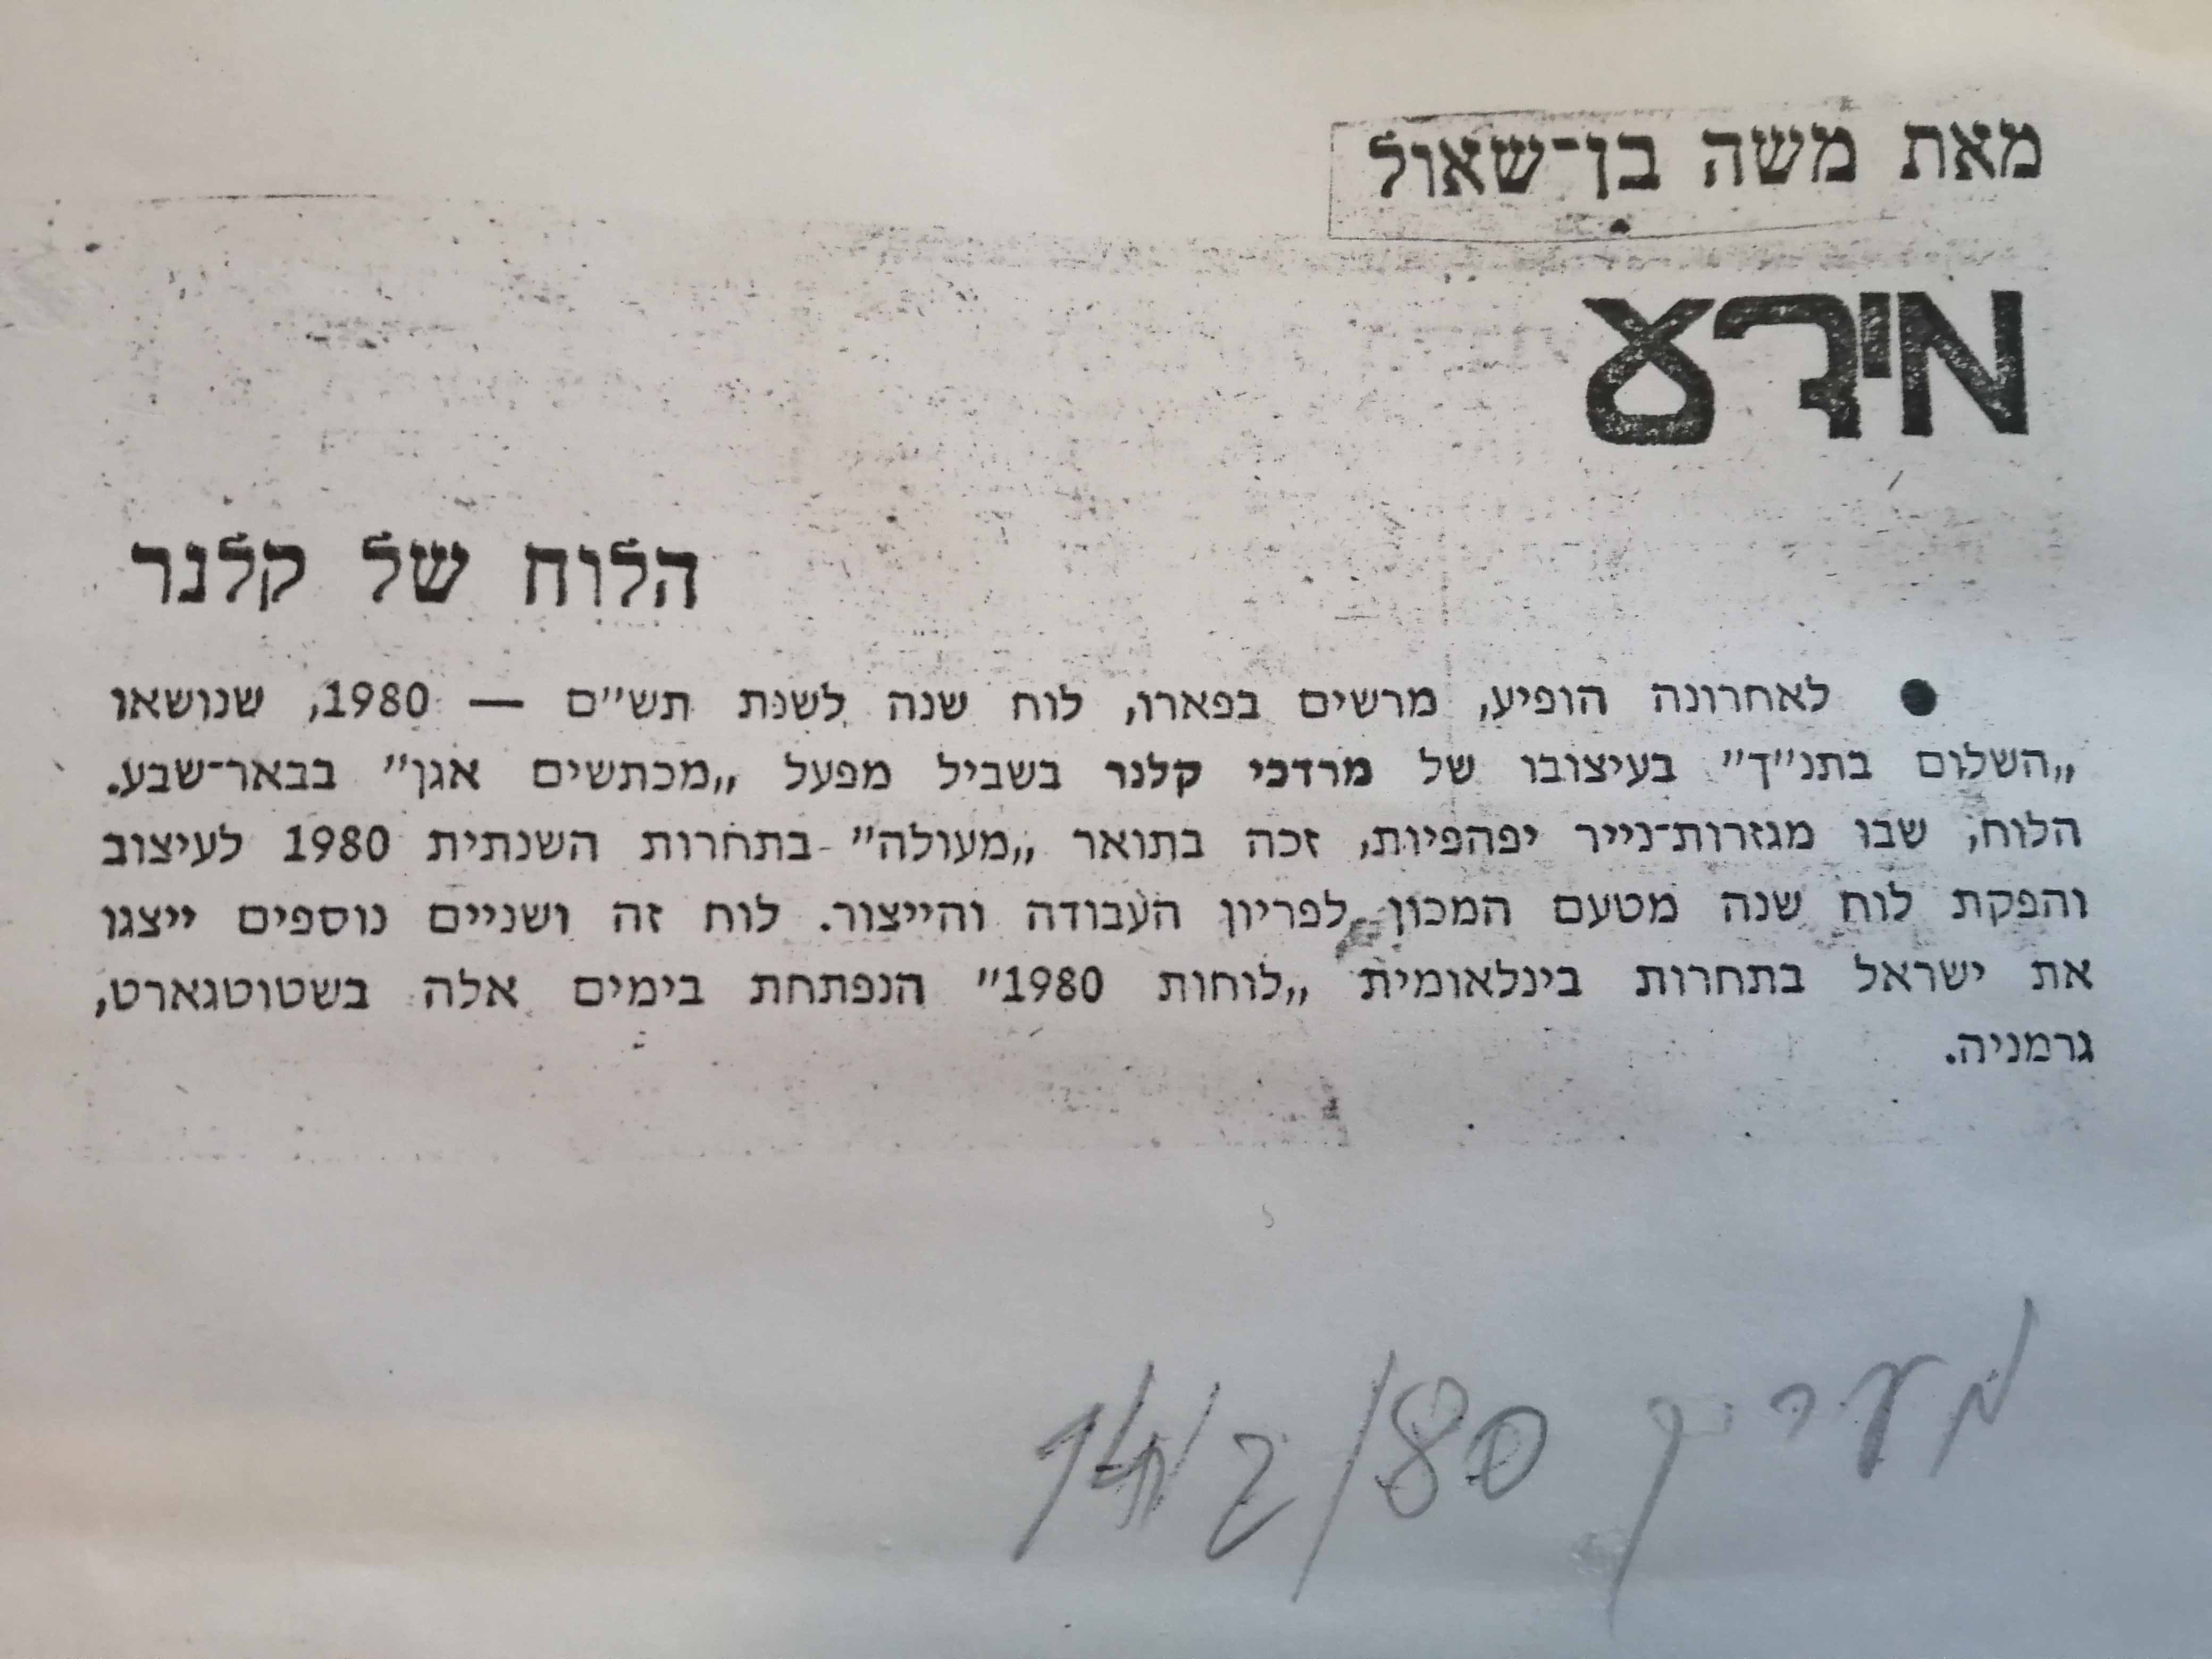 מאת משה בן־שאול
מידע
הלוח של קלנר
● לאחרונה הופיע, מרשים בפארו, לוח שנה לשנת תש״ם — 1980, שנושאו
„השלום בתנ״ך״ בעיצובו של מרדכי קלנר בשביל מפעל „מכתשים אגן״ בבאר־שבע.
הלוח, שבו מגזרות־נייר יפהפיות, זכה בתואר „מעולה״ בתחרות השנתית 1980 לעיצוב
והפקת לוח שנה מטעם המכון לפריון העבודה והייצור. לוח זה ושניים נוספים ייצגו
את ישראל בתחרות בינלאומית „לוחות 1980״ הנפתחת בימים אלה בשטוטגארט,
גרמניה.
מעריב 80